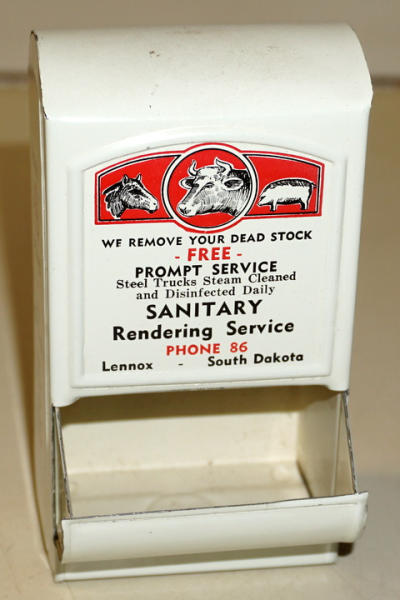 WE REMOVE YOUR DEAD STOCK
- FREE -
PROMPT SERVICE
Steel Trucks Steam Cleaned
and Disinfected Daily
SANITARY
Rendering Service
PHONE 86
Lennox - South Dakota